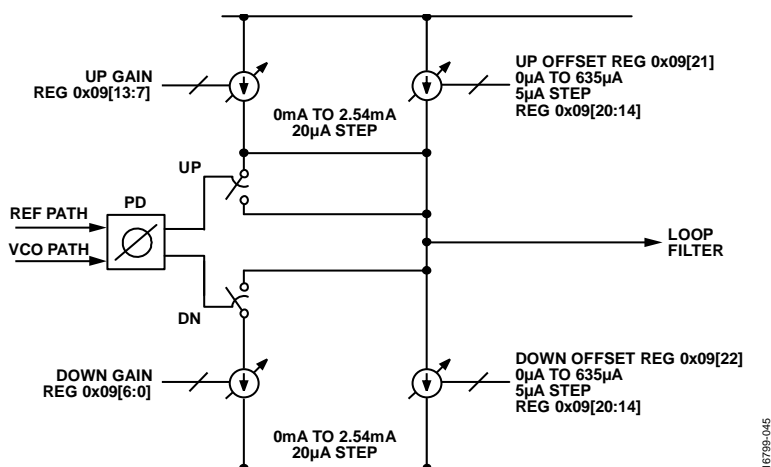 UP GAIN
REG 0x09[13:7]
UP OFFSET REG 0x09[21]
0µA TO 635µA
5µA STEP
REG 0x09[20:14]
0mA TO 2.54mA
20µA STEP
UP
PD
REF PATH
VCO PATH
LOOP
FILTER
DN
DOWN GAIN
REG 0x09[6:0]
DOWN OFFSET REG 0x09[22]
0µA TO 635µA
5µA STEP
REG 0x09[20:14]
0mA TO 2.54mA
20µA STEP
16799-045